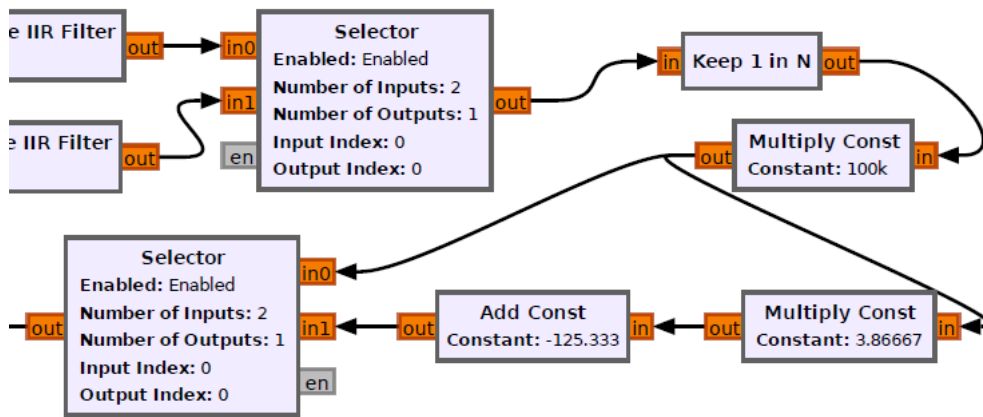 e IIR Filter
out
in0
in1
en
Selector
Enabled: Enabled
Number of Inputs: 2
Number of Outputs: 1
Input Index: 0
Output Index: 0
out
in
Keep 1 in N
out
e IIR Filter
out
out
Multiply Const
Constant: 100k
in
Selector
Enabled: Enabled
Number of Inputs: 2
Number of Outputs: 1
Input Index: 0
Output Index: 0
out
in0
in1
en
out
Add Const
Constant: -125.333
in
out
Multiply Const
Constant: 3.86667
in